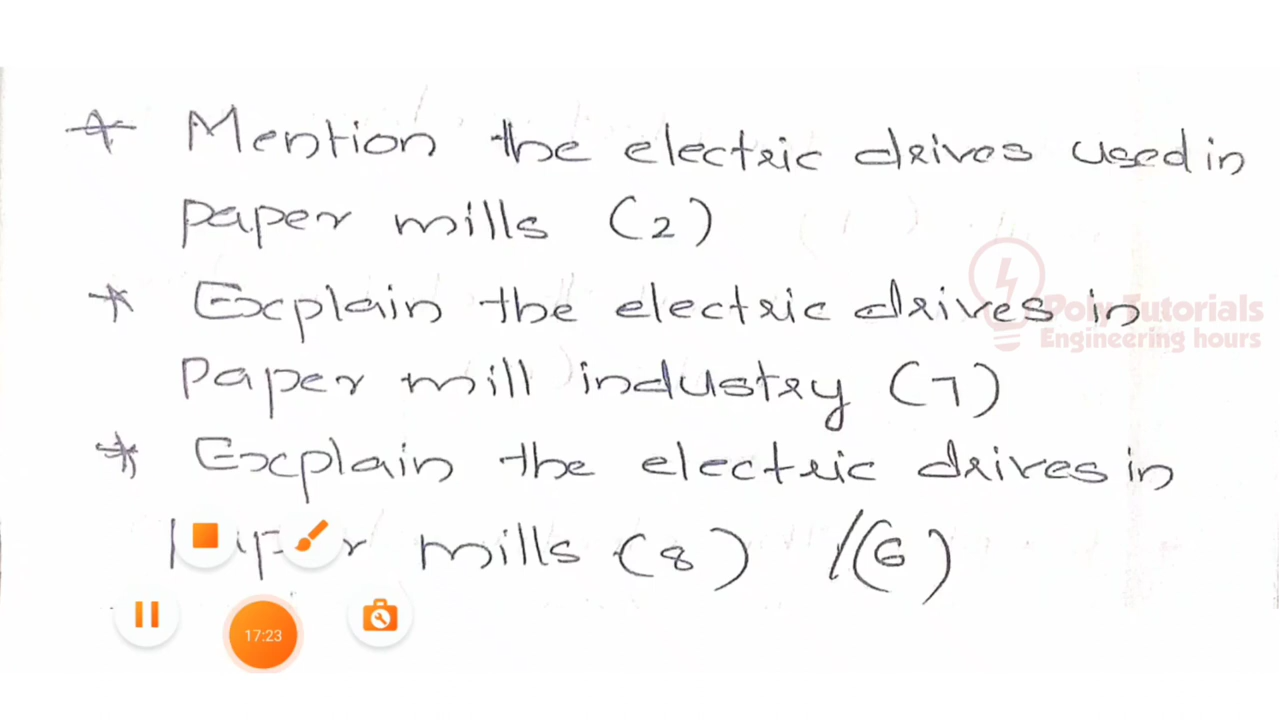 * Mention the electric drives used in
paper mills (2)
* Explain the electric drives in
Poly Tutorials
Engineering hours
paper mill industry (7)
* Explain the electric drives in
mills (8) /(6)
17:23